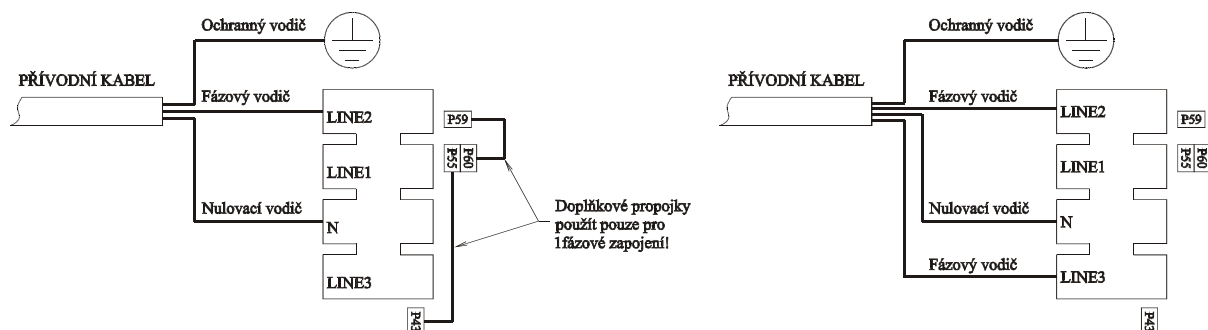 Ochranný vodič
PŘÍVODNÍ KABEL
Fázový vodič
LINE2
P59
P55
P60
LINE1
Nulovací vodič
N
Doplňkové propojky
použít pouze pro
1fázové zapojení!
LINE3
P43
Ochranný vodič
PŘÍVODNÍ KABEL
Fázový vodič
LINE2
P59
P55
P60
LINE1
Nulovací vodič
N
Fázový vodič
LINE3
P43